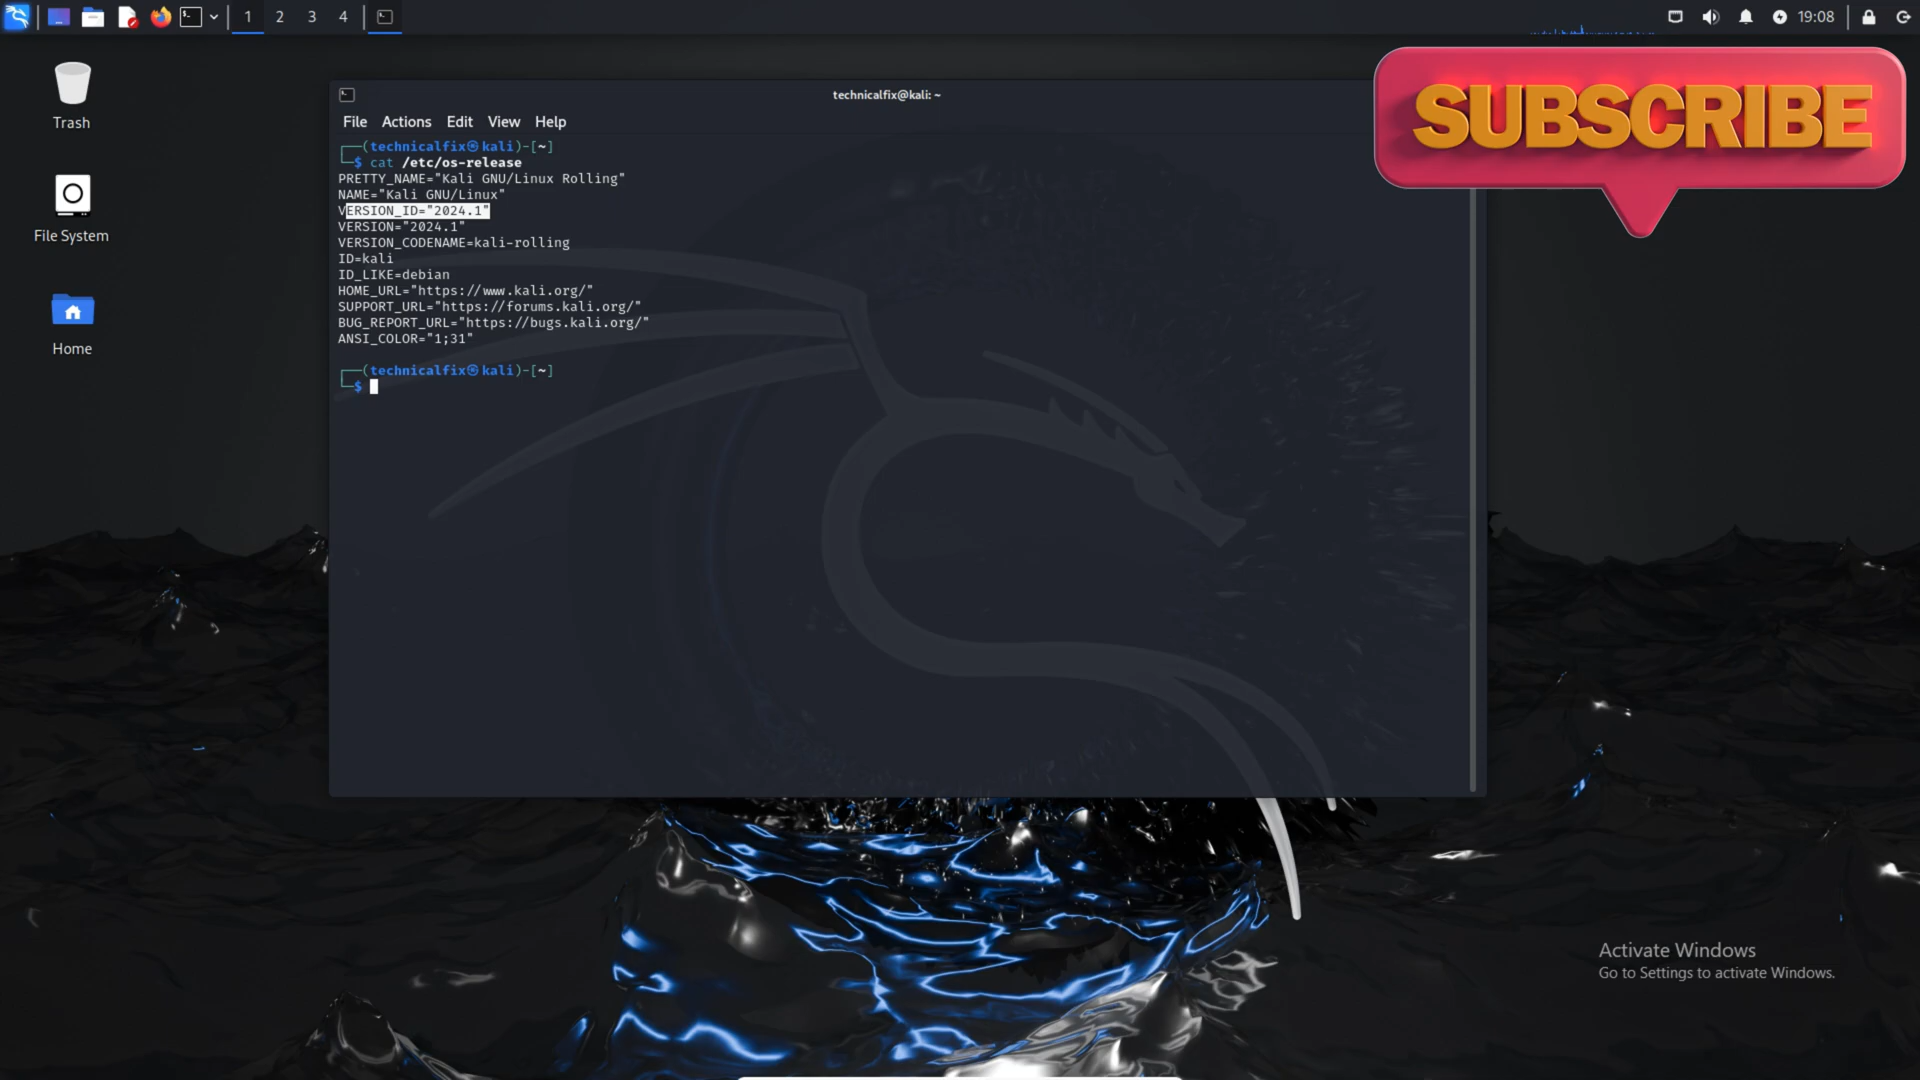 1 2 3 4
19:08
SUBSCRIBE
Trash
File System
Home
technicalfix@kali: ~
File Actions Edit View Help
┌──(technicalfix㉿kali)-[~]
└─$ cat /etc/os-release
PRETTY_NAME="Kali GNU/Linux Rolling"
NAME="Kali GNU/Linux"
VERSION_ID="2024.1"
VERSION="2024.1"
VERSION_CODENAME=kali-rolling
ID=kali
ID_LIKE=debian
HOME_URL="https://www.kali.org/"
SUPPORT_URL="https://forums.kali.org/"
BUG_REPORT_URL="https://bugs.kali.org/"
ANSI_COLOR="1;31"
┌──(technicalfix㉿kali)-[~]
└─$
Activate Windows
Go to Settings to activate Windows.